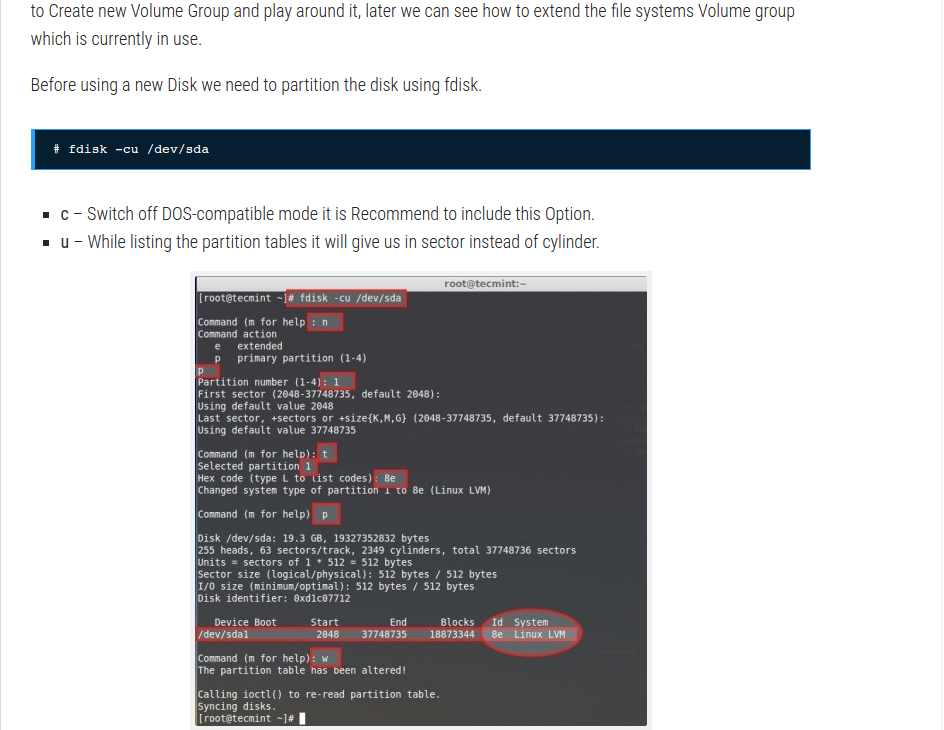 to Create new Volume Group and play around it, later we can see how to extend the file systems Volume group
which is currently in use.
Before using a new Disk we need to partition the disk using fdisk.
# fdisk -cu /dev/sda
▪ c – Switch off DOS-compatible mode it is Recommend to include this Option.
▪ u – While listing the partition tables it will give us in sector instead of cylinder.
root@tecmint:~
[root@tecmint ~]# fdisk -cu /dev/sda
Command (m for help): n
Command action
e extended
p primary partition (1-4)
p
Partition number (1-4): 1
First sector (2048-37748735, default 2048):
Using default value 2048
Last sector, +sectors or +size{K,M,G} (2048-37748735, default 37748735):
Using default value 37748735
Command (m for help): t
Selected partition 1
Hex code (type L to list codes): 8e
Changed system type of partition 1 to 8e (Linux LVM)
Command (m for help): p
Disk /dev/sda: 19.3 GB, 19327352832 bytes
255 heads, 63 sectors/track, 2349 cylinders, total 37748736 sectors
Units = sectors of 1 * 512 = 512 bytes
Sector size (logical/physical): 512 bytes / 512 bytes
I/O size (minimum/optimal): 512 bytes / 512 bytes
Disk identifier: 0xd1c07712
Device Boot Start End Blocks Id System
/dev/sda1 2048 37748735 18873344 8e Linux LVM
Command (m for help): w
The partition table has been altered!
Calling ioctl() to re-read partition table.
Syncing disks.
[root@tecmint ~]#